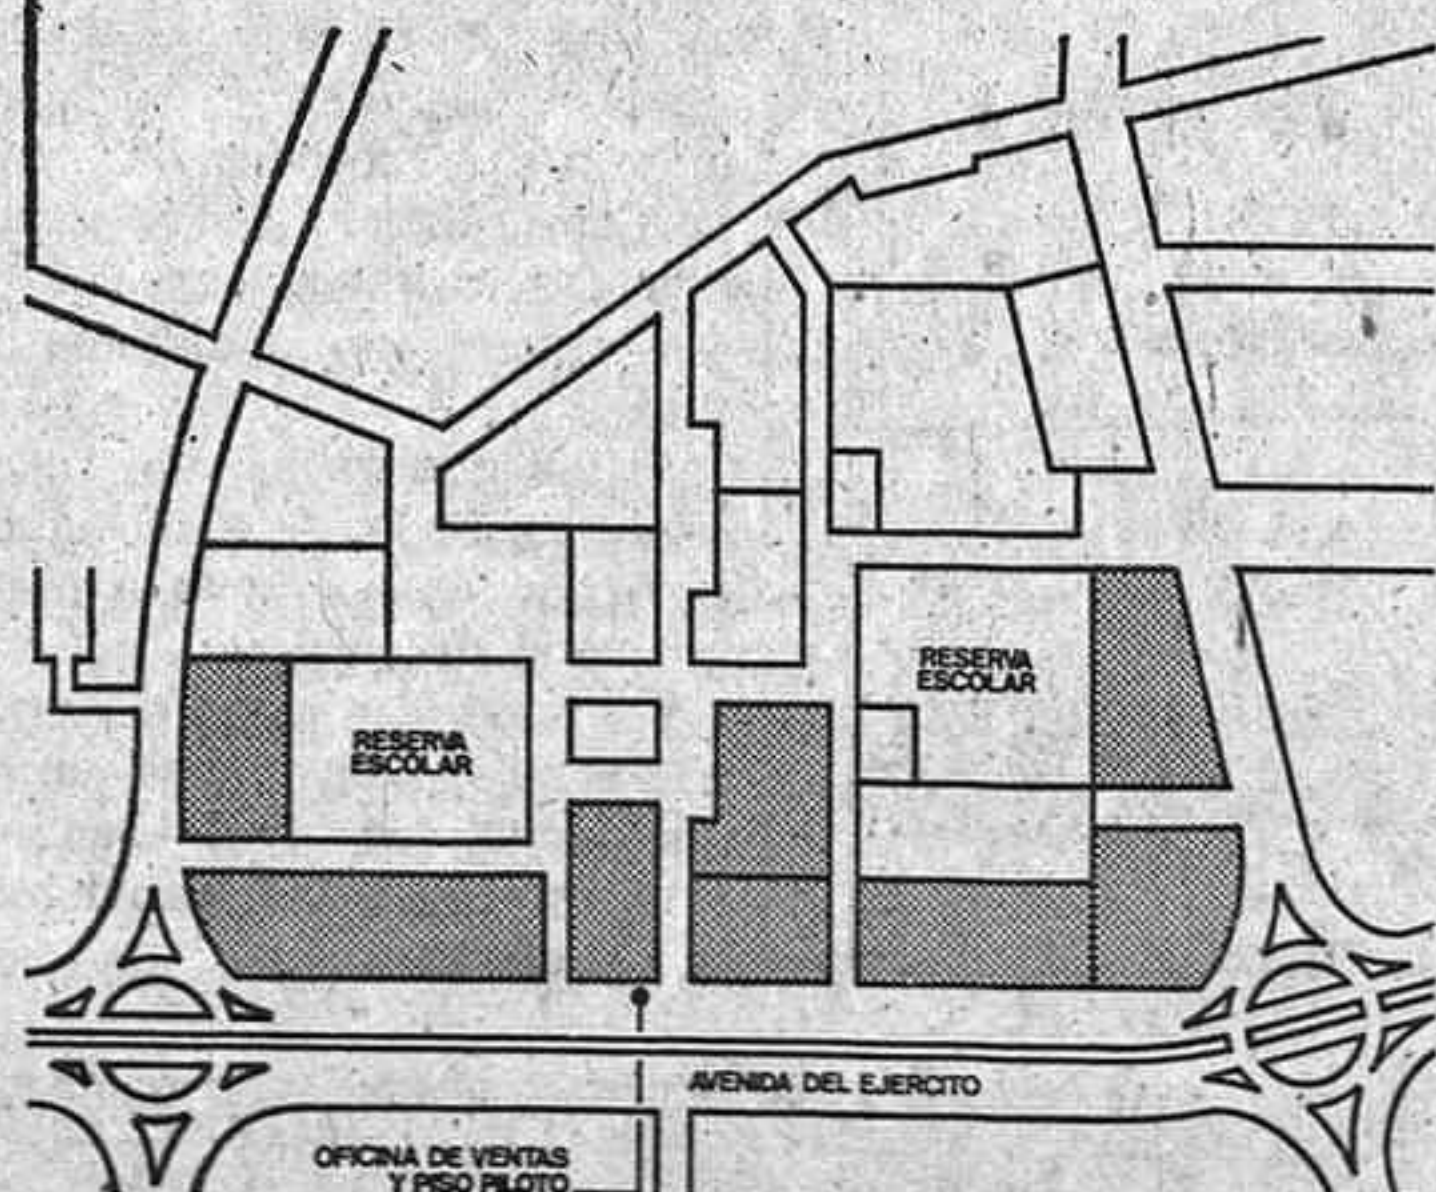 RESERVA
ESCOLAR
RESERVA
ESCOLAR
AVENIDA DEL EJERCITO
OFICINA DE VENTAS
Y PISO PILOTO